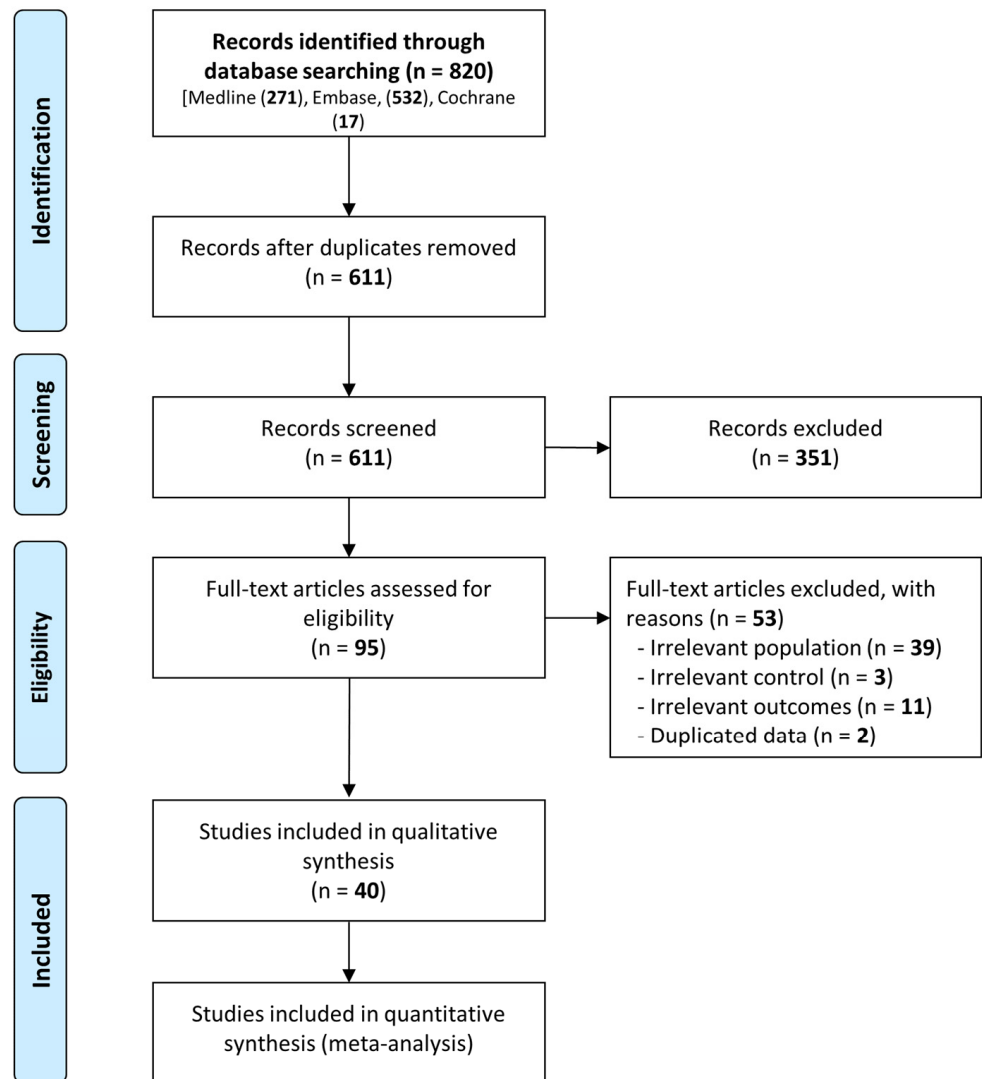 Identification
Records identified through
database searching (n = 820)
[Medline (271), Embase, (532), Cochrane
(17)
Records after duplicates removed
(n = 611)
Screening
Records screened
(n = 611)
Records excluded
(n = 351)
Eligibility
Full-text articles assessed for
eligibility
(n = 95)
Full-text articles excluded, with
reasons (n = 53)
- Irrelevant population (n = 39)
- Irrelevant control (n = 3)
- Irrelevant outcomes (n = 11)
- Duplicated data (n = 2)
Included
Studies included in qualitative
synthesis
(n = 40)
Studies included in quantitative
synthesis (meta-analysis)